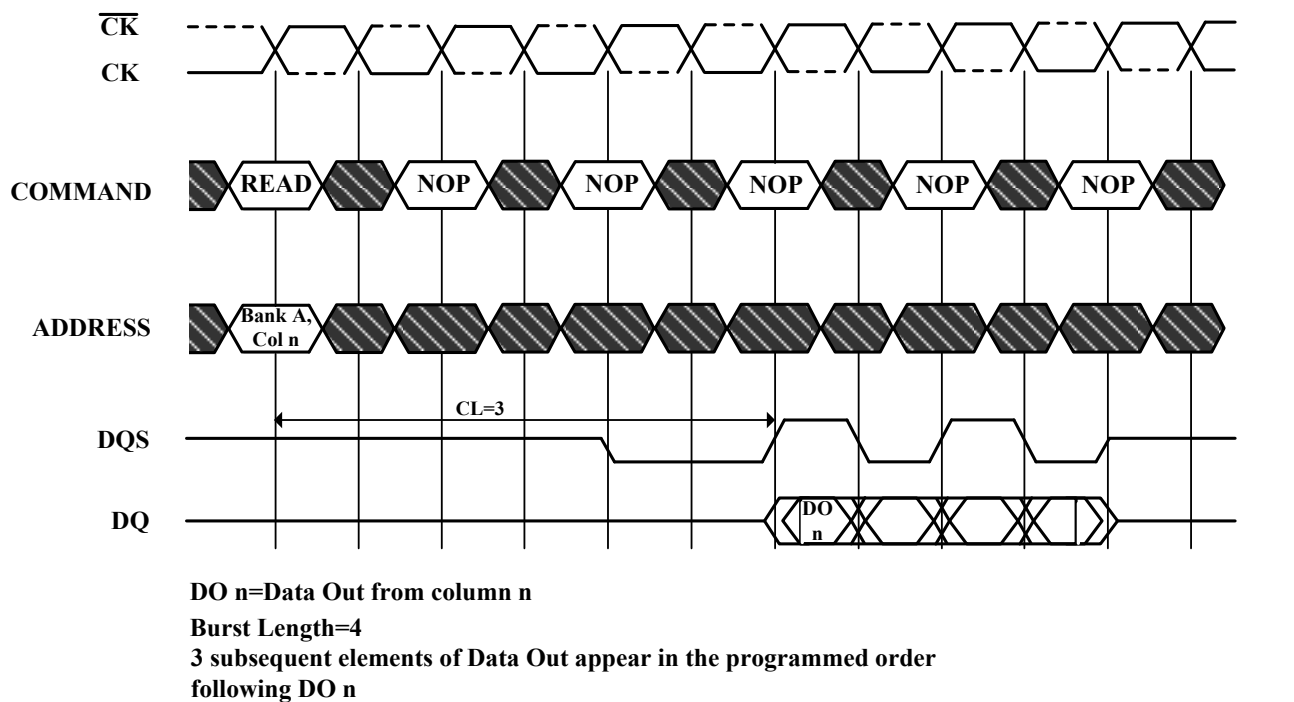 CK
CK
COMMAND
READ
NOP
NOP
NOP
NOP
NOP
ADDRESS
Bank A,
Col n
CL=3
DQS
DQ
DO
n
DO n=Data Out from column n
Burst Length=4
3 subsequent elements of Data Out appear in the programmed order
following DO n